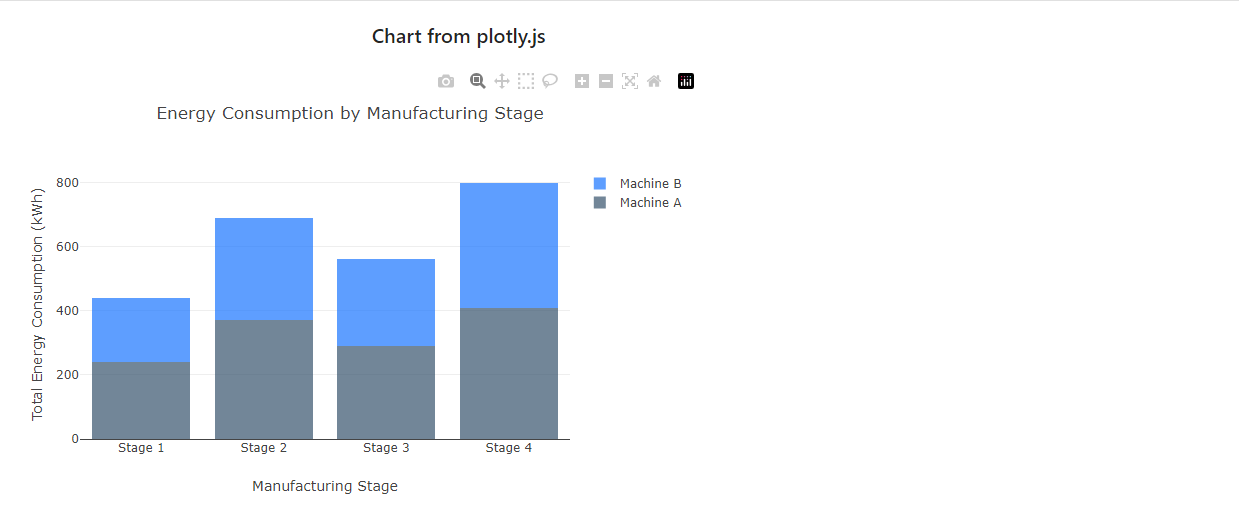 Chart from plotly.js
Energy Consumption by Manufacturing Stage
Total Energy Consumption (kWh)
800
600
400
200
0
Stage 1 Stage 2 Stage 3 Stage 4
Manufacturing Stage
Machine B
Machine A